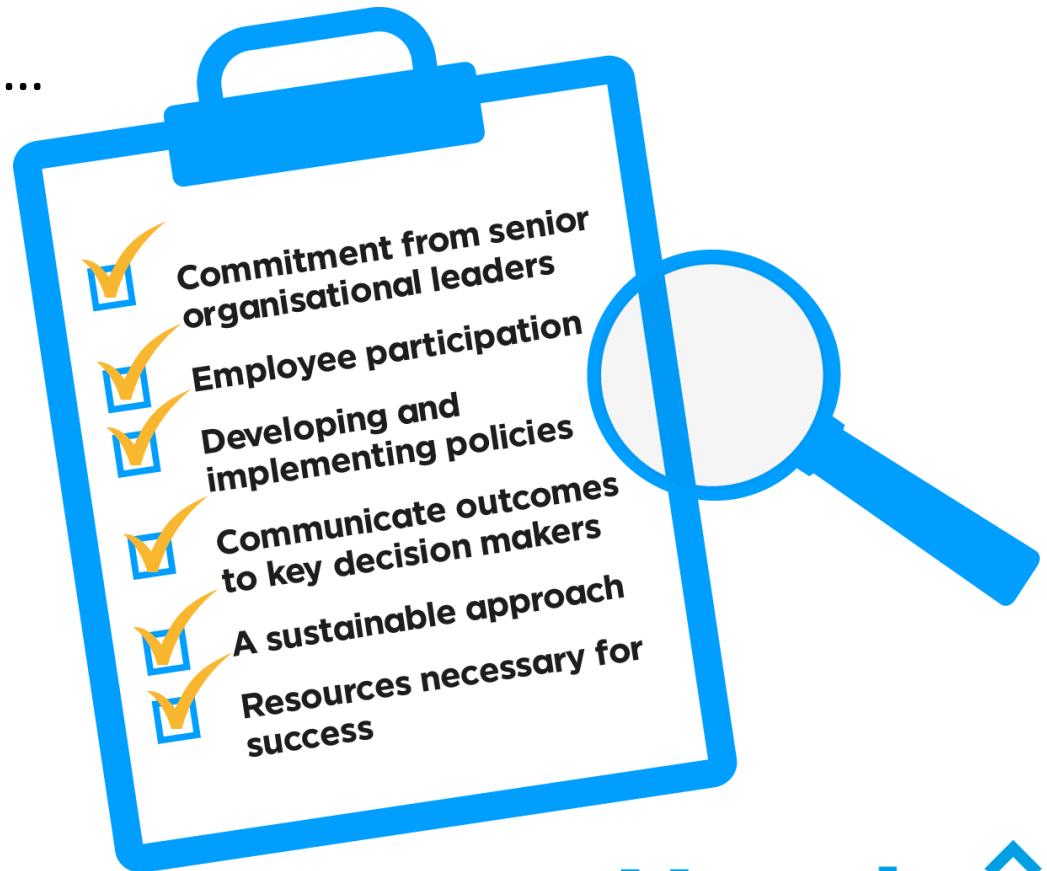 ...
Commitment from senior
organisational leaders
Employee participation
Developing and
implementing policies
Communicate outcomes
to key decision makers
A sustainable approach
Resources necessary for
success